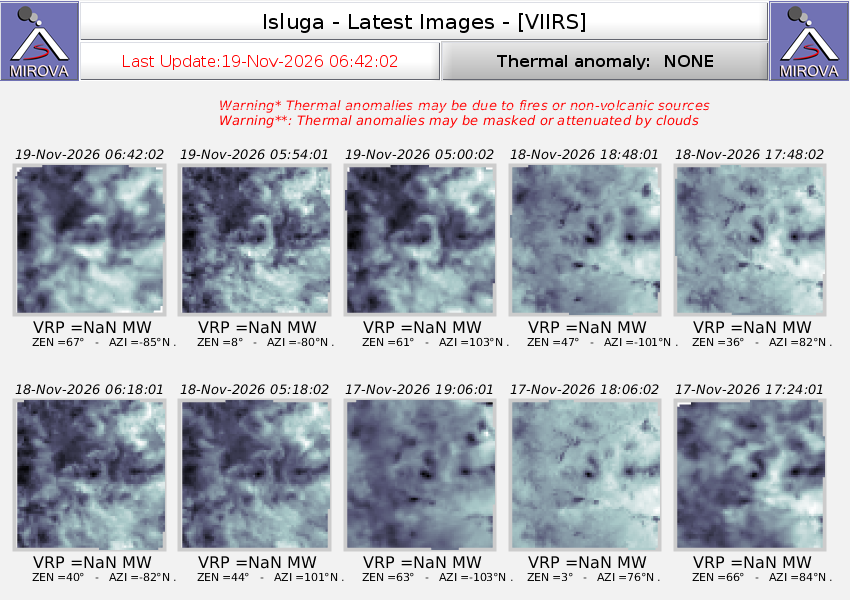 Isluga - Latest Images - [VIIRS]
MIROVA
Last Update:19-Nov-2026 06:42:02
Thermal anomaly: NONE
MIROVA
Warning* Thermal anomalies may be due to fires or non-volcanic sources
Warning**: Thermal anomalies may be masked or attenuated by clouds
19-Nov-2026 06:42:02
19-Nov-2026 05:54:01
19-Nov-2026 05:00:02
18-Nov-2026 18:48:01
18-Nov-2026 17:48:02
VRP =NaN MW
VRP =NaN MW
VRP =NaN MW
VRP =NaN MW
VRP =NaN MW
ZEN =67° - AZI =-85°N .
ZEN =8° - AZI =-80°N .
ZEN =61° - AZI =103°N .
ZEN =47° - AZI =-101°N .
ZEN =36° - AZI =82°N .
18-Nov-2026 06:18:01
18-Nov-2026 05:18:02
17-Nov-2026 19:06:01
17-Nov-2026 18:06:02
17-Nov-2026 17:24:01
VRP =NaN MW
VRP =NaN MW
VRP =NaN MW
VRP =NaN MW
VRP =NaN MW
ZEN =40° - AZI =-82°N .
ZEN =44° - AZI =101°N .
ZEN =63° - AZI =-103°N .
ZEN =3° - AZI =76°N .
ZEN =66° - AZI =84°N .